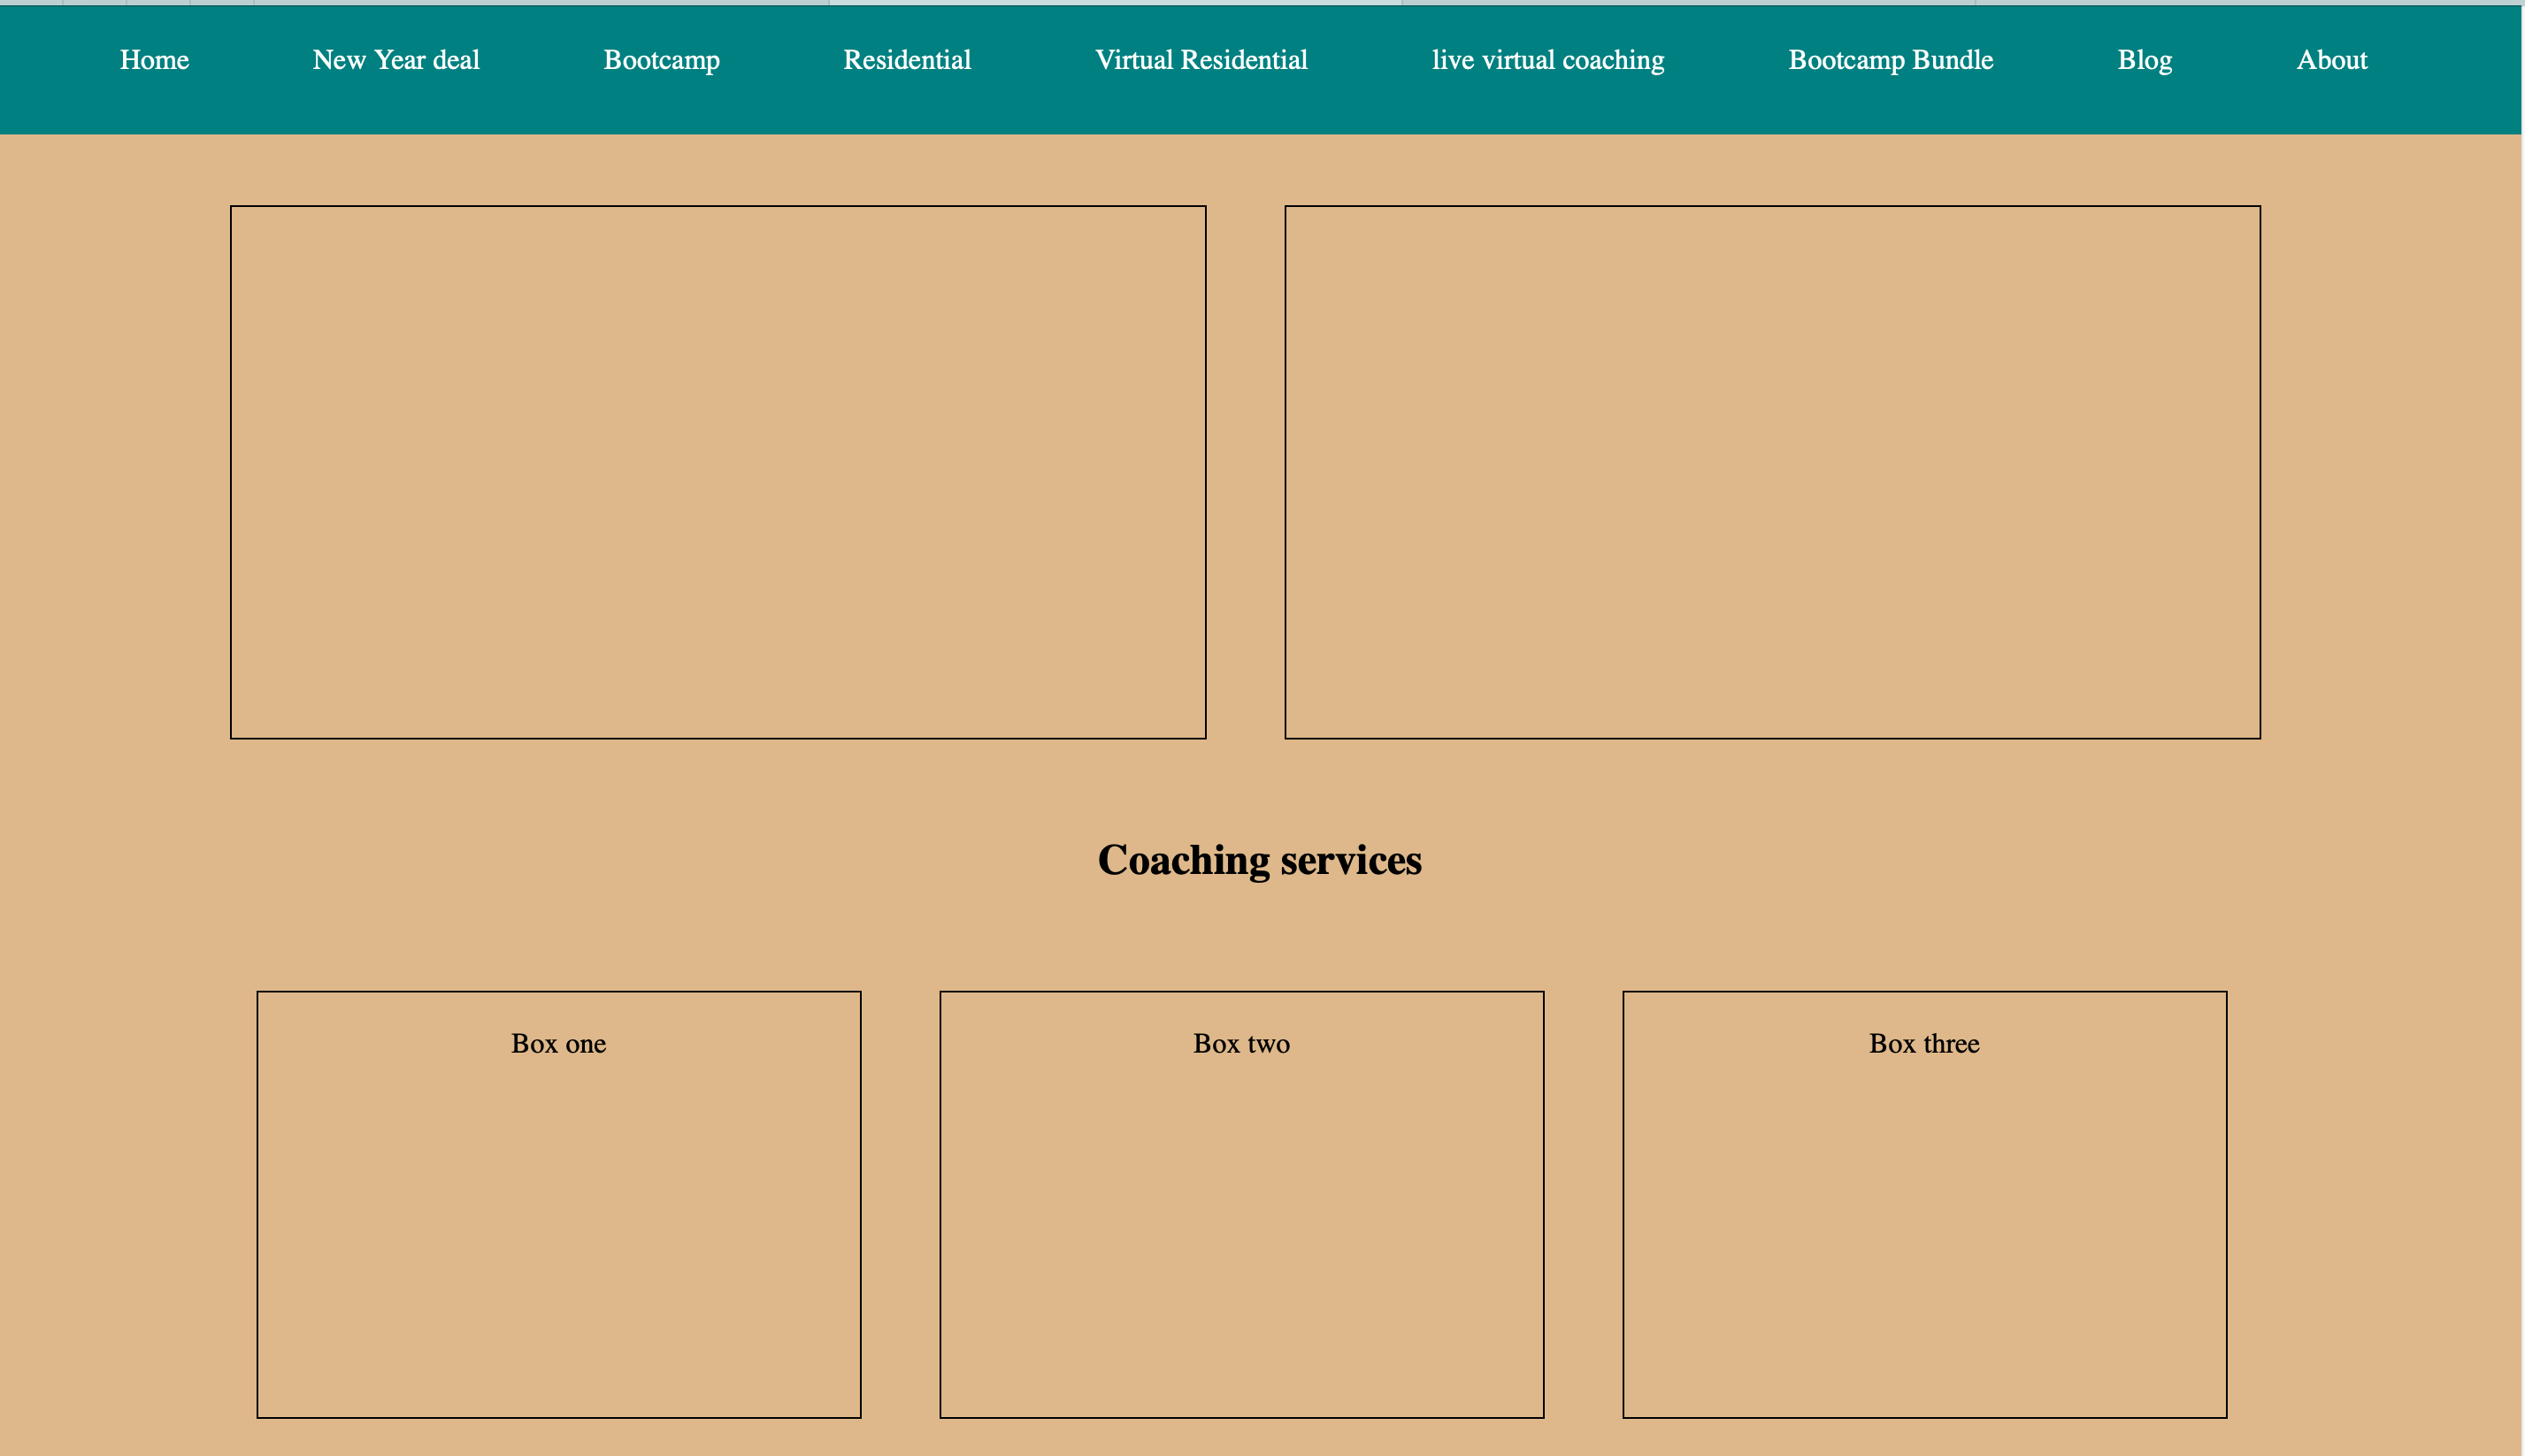 Home New Year deal Bootcamp Residential Virtual Residential live virtual coaching Bootcamp Bundle Blog About
Coaching services
Box one Box two Box three